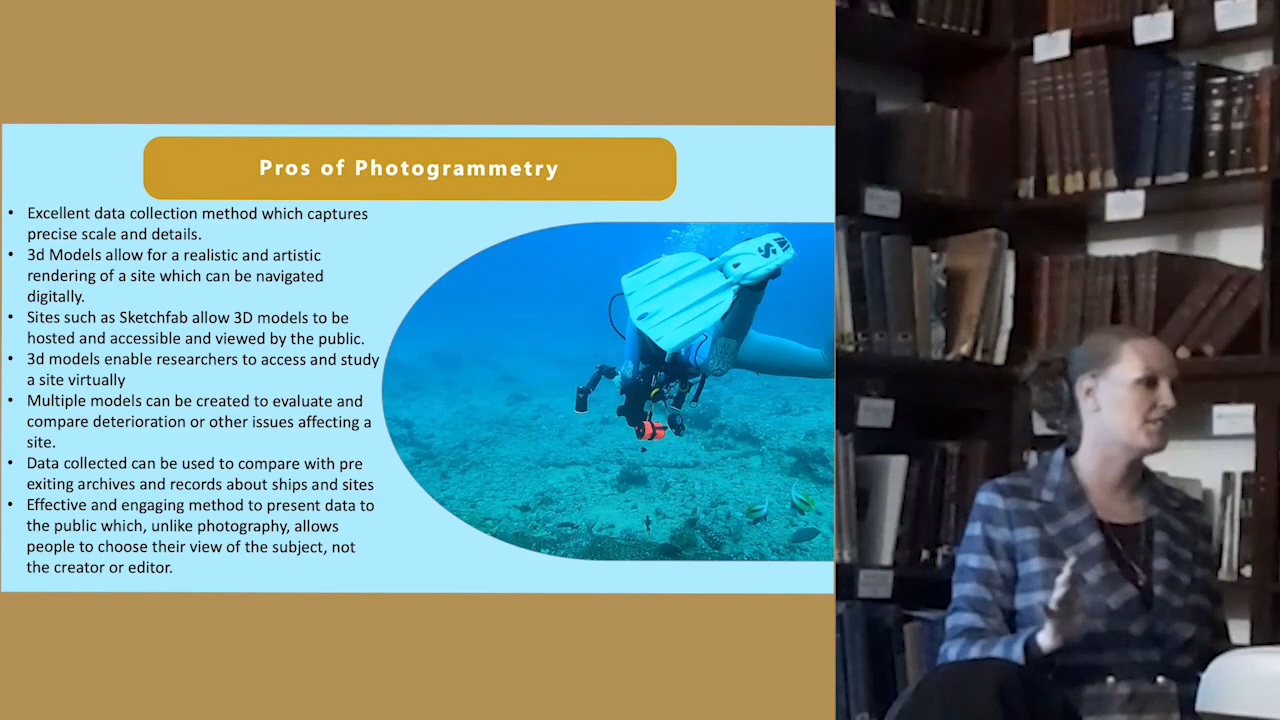 Pros of Photogrammetry
• Excellent data collection method which captures
precise scale and details.
• 3d Models allow for a realistic and artistic
rendering of a site which can be navigated
digitally.
• Sites such as Sketchfab allow 3D models to be
hosted and accessible and viewed by the public.
• 3d models enable researchers to access and study
a site virtually
• Multiple models can be created to evaluate and
compare deterioration or other issues affecting a
site.
• Data collected can be used to compare with pre
exiting archives and records about ships and sites
• Effective and engaging method to present data to
the public which, unlike photography, allows
people to choose their view of the subject, not
the creator or editor.